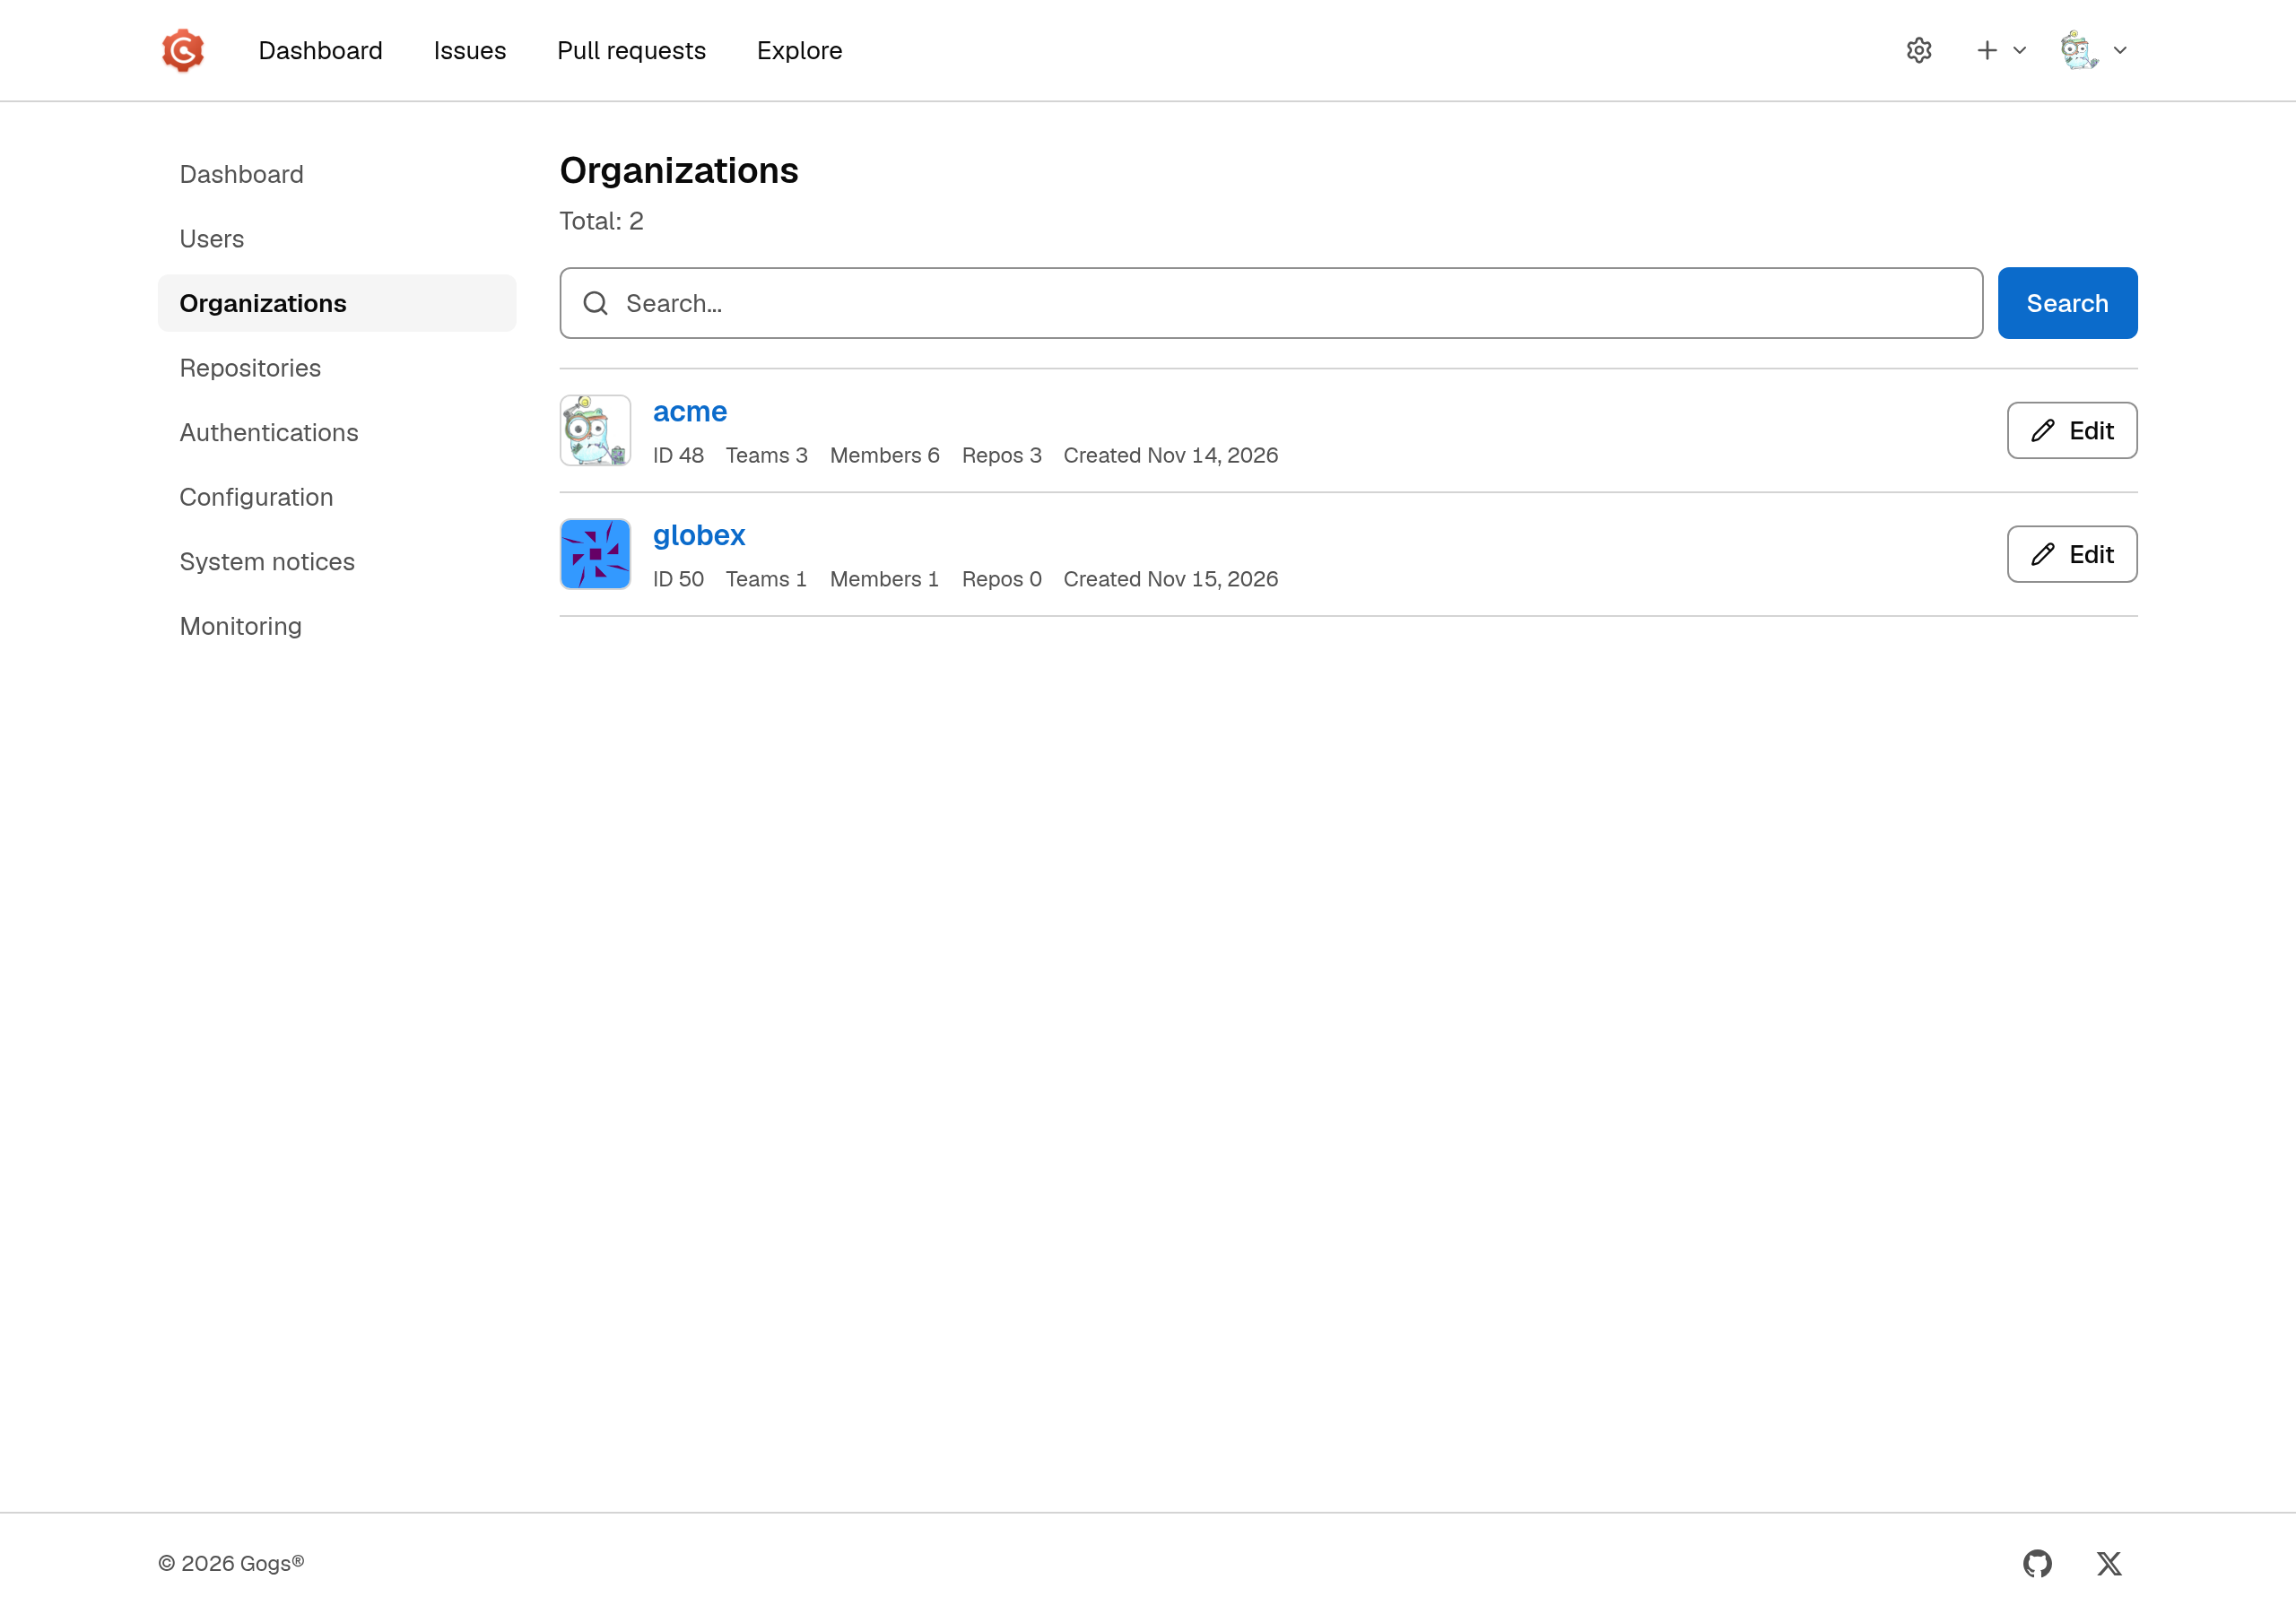 Dashboard Issues Pull requests Explore
Dashboard
Users
Organizations
Repositories
Authentications
Configuration
System notices
Monitoring
Organizations
Total: 2
Search...
Search
acme
ID 48 Teams 3 Members 6 Repos 3 Created Nov 14, 2026
Edit
globex
ID 50 Teams 1 Members 1 Repos 0 Created Nov 15, 2026
Edit
© 2026 Gogs®